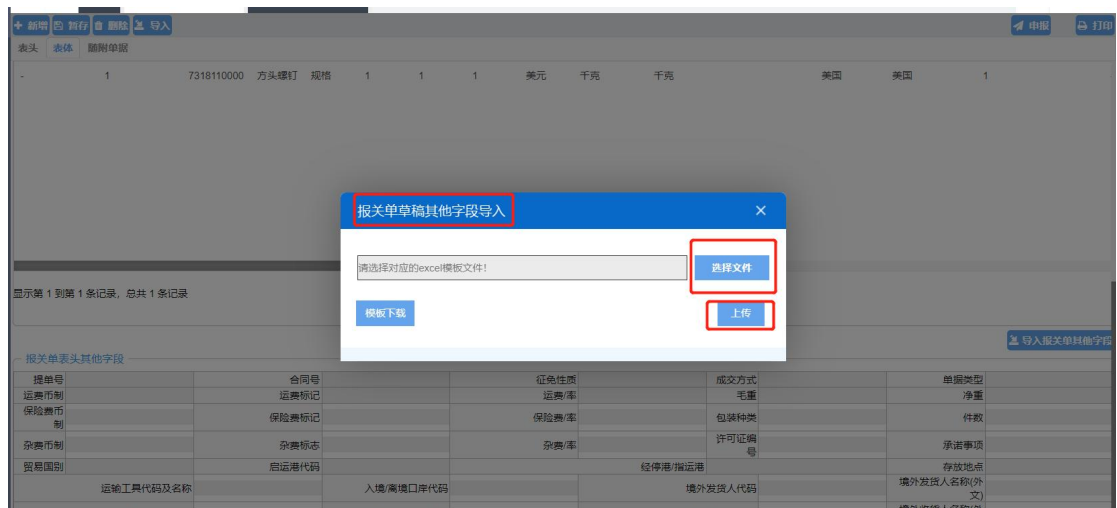 新增 暂存 删除 导入 申报 打印
表头 表体 随附单据
- 1 7318110000 方头螺钉 规格 1 1 1 美元 千克 千克 美国 美国 1
报关单草稿其他字段导入 ×
请选择对应的excel模板文件! 选择文件
显示第 1 到第 1 条记录，总共 1 条记录
模板下载 上传
导入报关单其他字段
报关单表头其他字段
提单号 合同号 征免性质 成交方式 单据类型
运费币制 运费标记 运费/率 毛重 净重
保险费币制 保险费标记 保险费/率 包装种类 件数
杂费币制 杂费标志 杂费/率 许可证编号 承诺事项
贸易国别 启运港代码 经停港/指运港 存放地点
运输工具代码及名称 入境/离境口岸代码 境外发货人代码 境外发货人名称(外文)